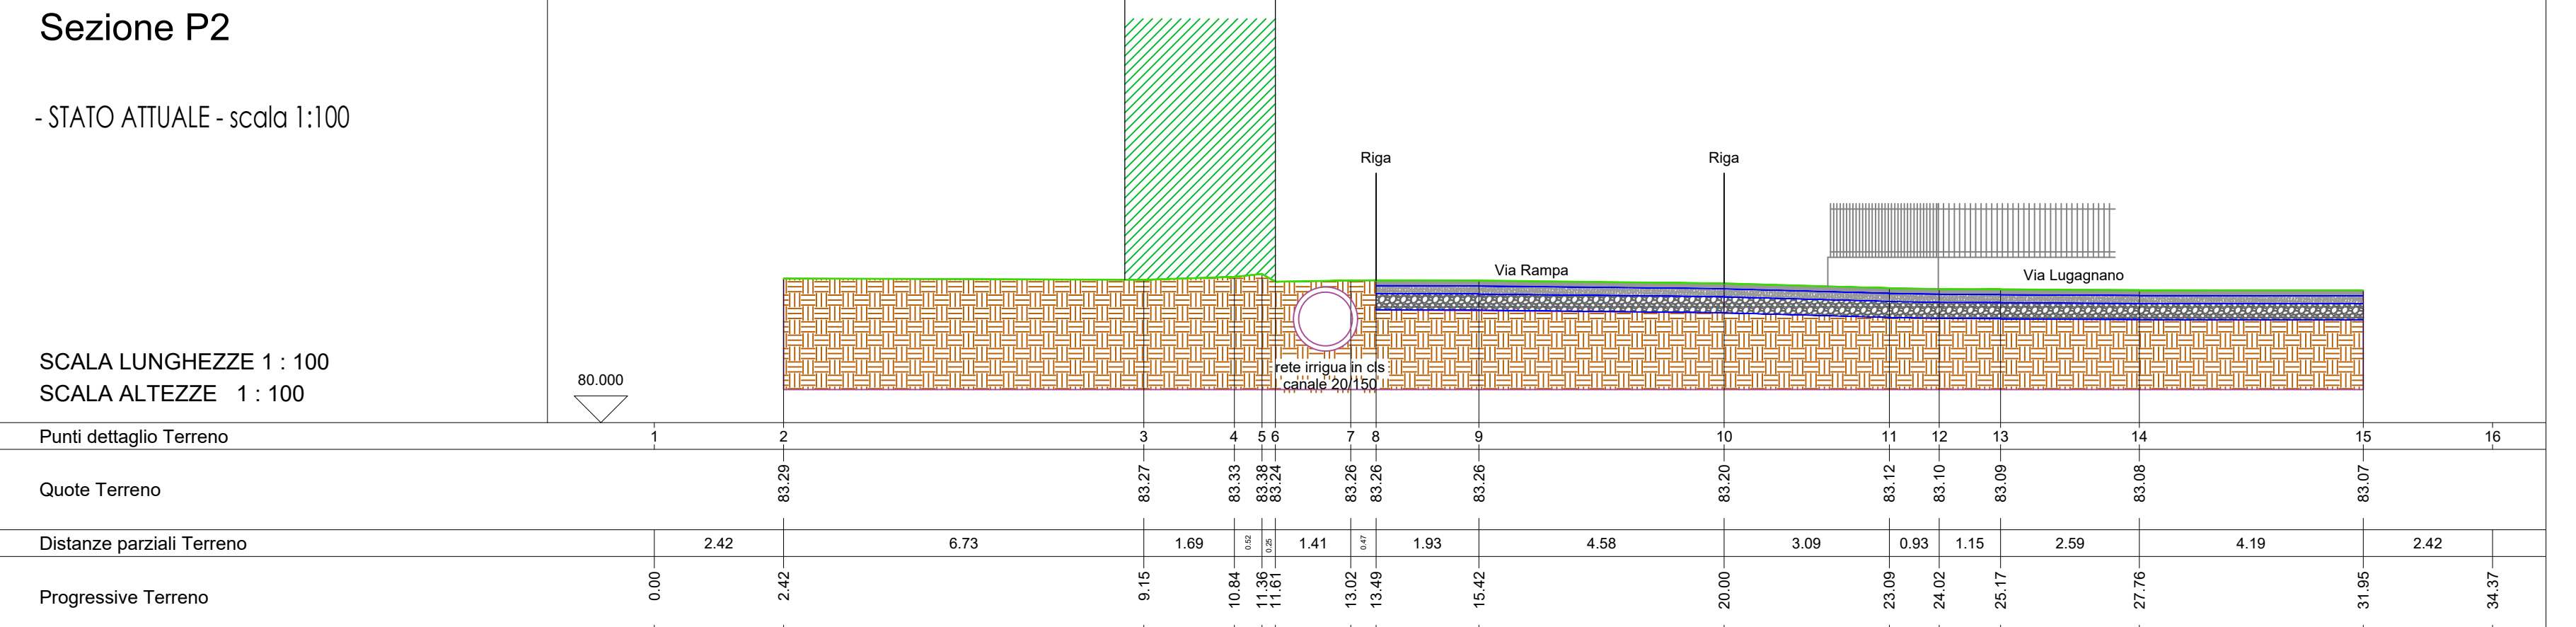 Sezione P2
- STATO ATTUALE - scala 1:100
Riga
Riga
Via Rampa
Via Lugagnano
rete irrigua in cls
canale 20/150
SCALA LUNGHEZZE 1 : 100
SCALA ALTEZZE 1 : 100
80.000
Punti dettaglio Terreno 1 2 3 4 5 6 7 8 9 10 11 12 13 14 15 16
Quote Terreno 83.29 83.27 83.33 83.38 83.24 83.26 83.26 83.26 83.20 83.12 83.10 83.09 83.08 83.07
Distanze parziali Terreno 2.42 6.73 1.69 0.52 0.25 1.41 0.47 1.93 4.58 3.09 0.93 1.15 2.59 4.19 2.42
Progressive Terreno 0.00 2.42 9.15 10.84 11.36 11.61 13.02 13.49 15.42 20.00 23.09 24.02 25.17 27.76 31.95 34.37